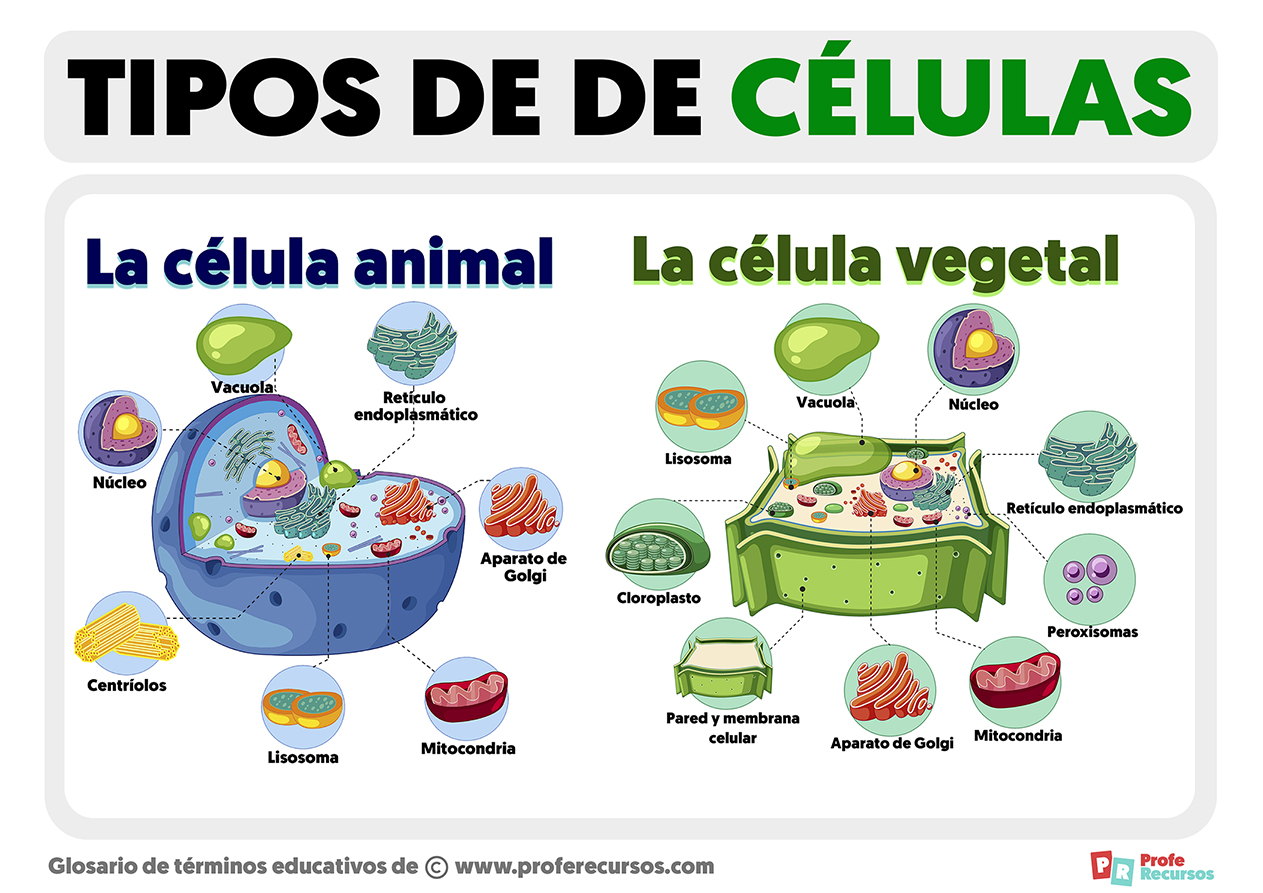 TIPOS DE DE CÉLULAS
La célula animal
Vacuola
Retículo
endoplasmático
Núcleo
Aparato de
Golgi
Centríolos
Lisosoma
Mitocondria
La célula vegetal
Vacuola
Núcleo
Lisosoma
Retículo endoplasmático
Cloroplasto
Peroxisomas
Pared y membrana
celular
Aparato de Golgi
Mitocondria
Glosario de términos educativos de © www.proferecursos.com
PR
Profe
Recursos